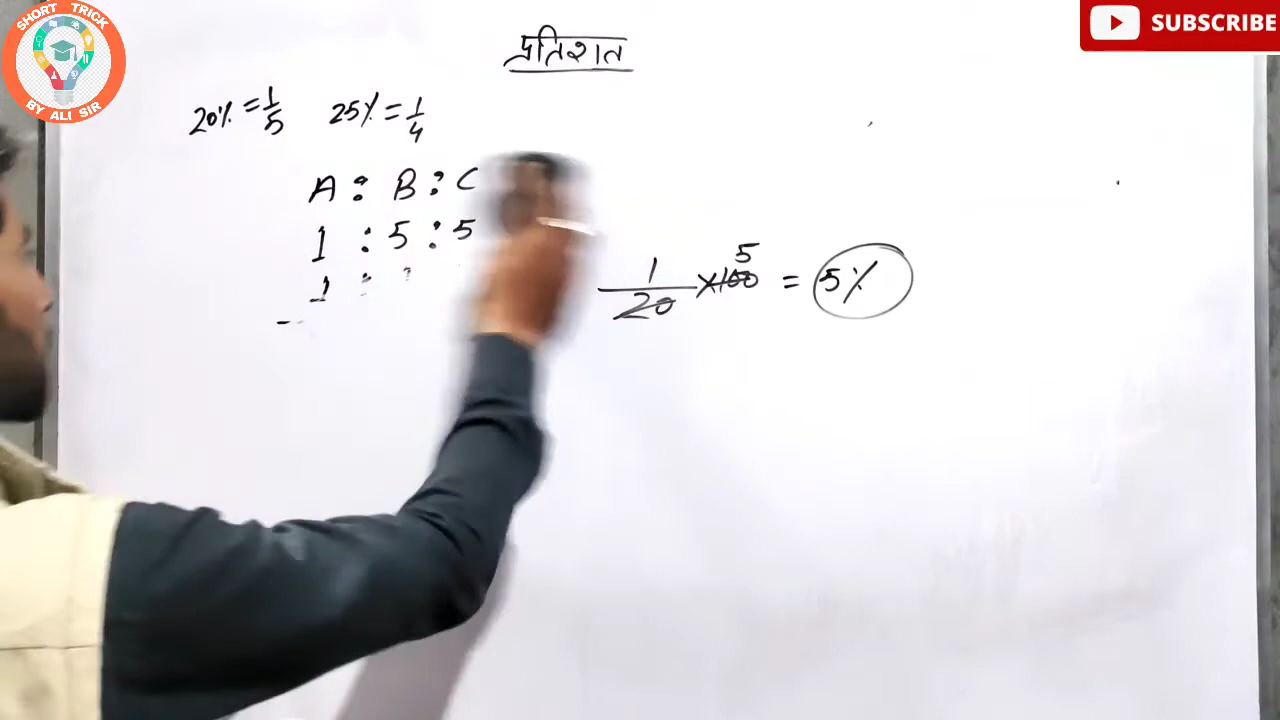 SHORT TRICK
BY ALI SIR
SUBSCRIBE
प्रतिशत
20% = 1/5 25% = 1/4
A : B : C
1 : 5 : 5
1 :
1/20 × 100 5 = 5%